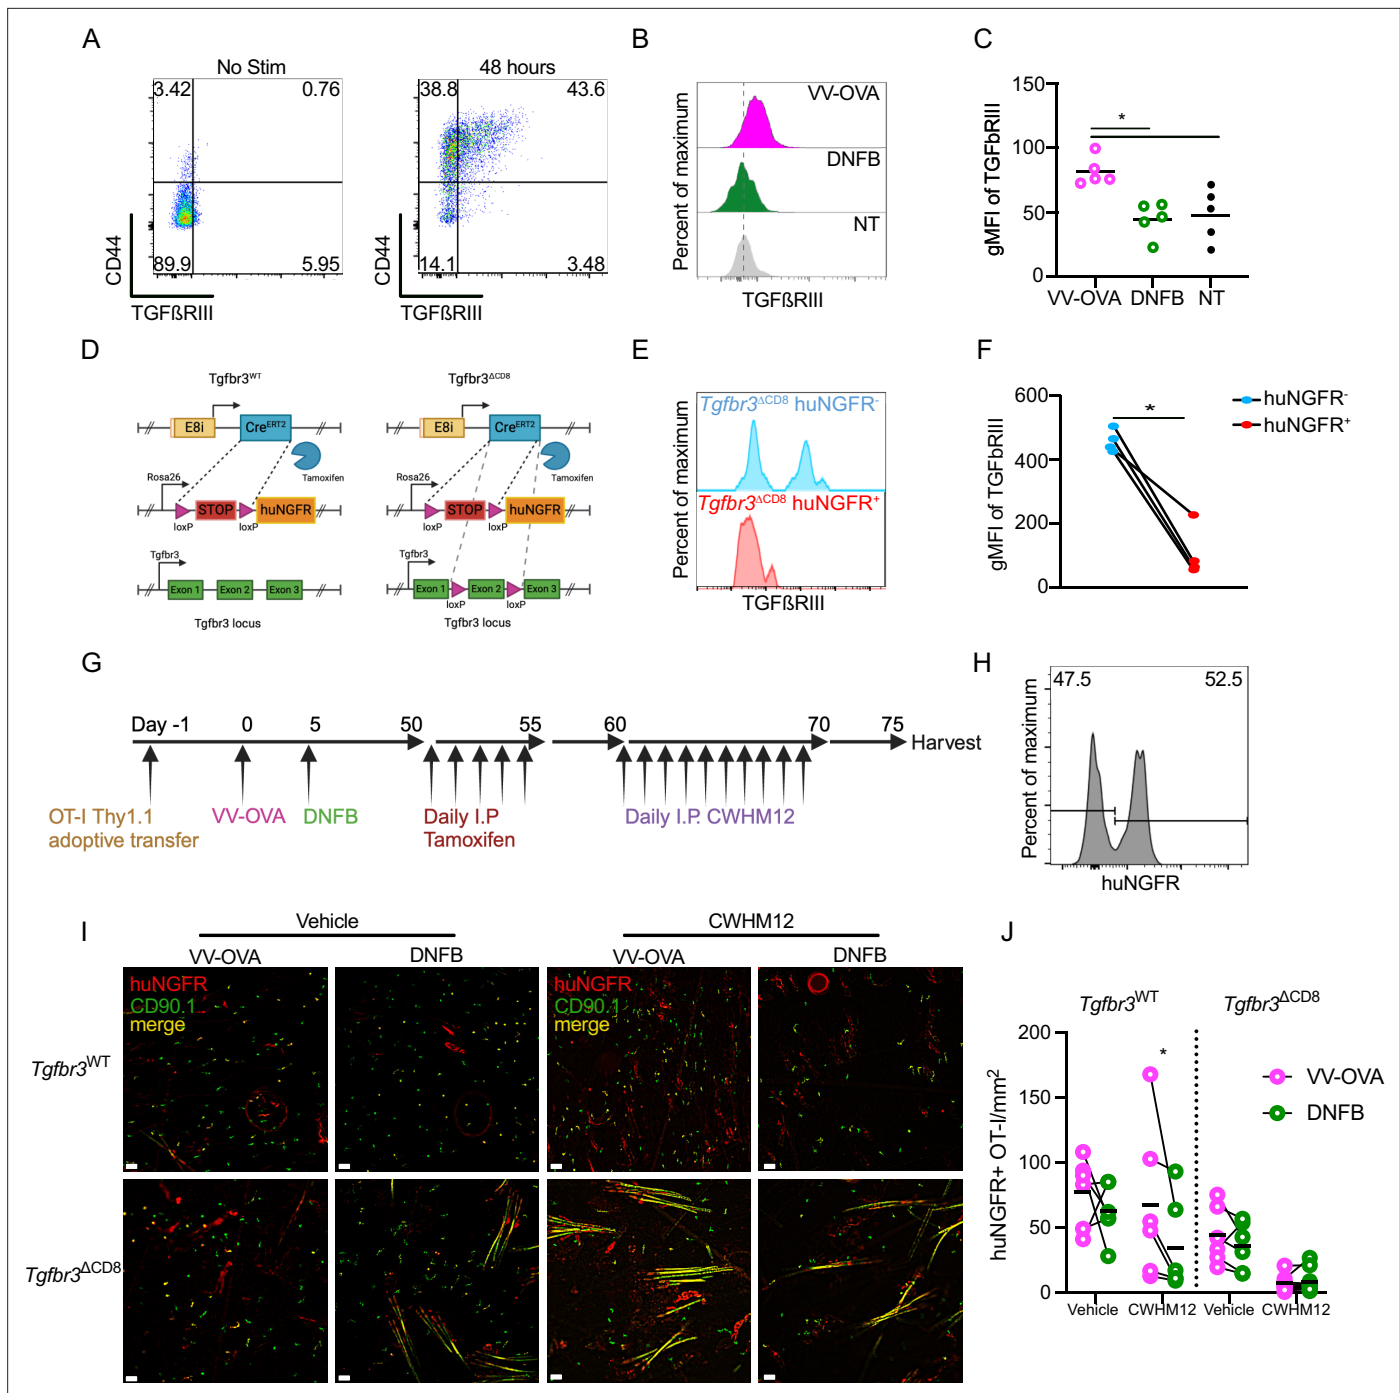 A
No Stim
48 hours
3.42
0.76
89.9
5.95
38.8
43.6
14.1
3.48
CD44
TGFßRIII
CD44
TGFßRIII
B
VV-OVA
DNFB
NT
Percent of maximum
TGFßRIII
C
gMFI of TGFbRIII
150
100
50
0
*
VV-OVA DNFB NT
D
Tgfbr3WT
E8i
CreERT2
Tamoxifen
Rosa26
STOP
huNGFR
loxP
loxP
Tgfbr3
Exon 1
Exon 2
Exon 3
Tgfbr3 locus
Tgfbr3ΔCD8
E8i
CreERT2
Tamoxifen
Rosa26
STOP
huNGFR
loxP
loxP
Tgfbr3
Exon 1
Exon 2
Exon 3
loxP
loxP
Tgfbr3 locus
E
Tgfbr3ΔCD8 huNGFR-
Tgfbr3ΔCD8 huNGFR+
Percent of maximum
TGFßRIII
F
gMFI of TGFbRIII
600
400
200
0
*
huNGFR-
huNGFR+
G
Day -1 0 5 50 55 60 70 75
Harvest
OT-I Thy1.1
adoptive transfer
VV-OVA
DNFB
Daily I.P
Tamoxifen
Daily I.P. CWHM12
H
47.5
52.5
Percent of maximum
huNGFR
I
Vehicle
CWHM12
VV-OVA
DNFB
VV-OVA
DNFB
huNGFR
CD90.1
merge
huNGFR
CD90.1
merge
Tgfbr3WT
Tgfbr3ΔCD8
J
Tgfbr3WT
Tgfbr3ΔCD8
huNGFR+ OT-I/mm2
200
150
100
50
0
*
VV-OVA
DNFB
Vehicle CWHM12 Vehicle CWHM12